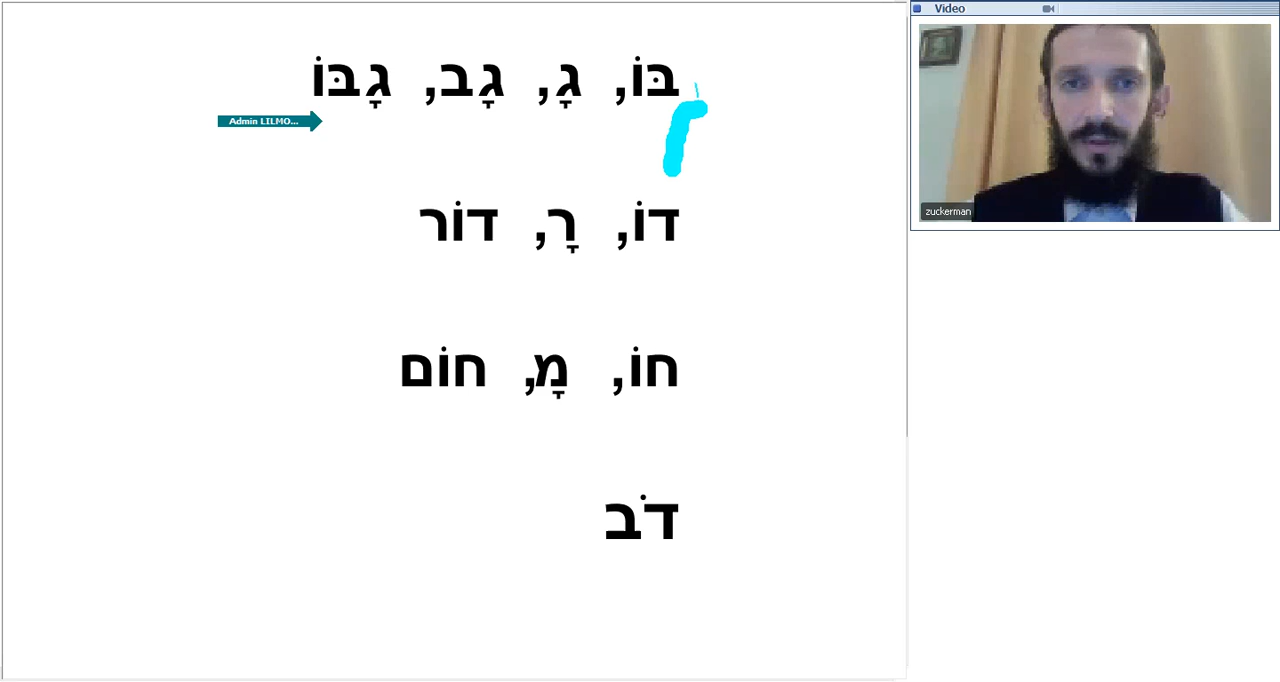 Video
בּוֹ, גָ, גָב, גָבּוֹ
Admin LILMO...
דוֹ, רָ, דוֹר
zuckerman
חוֹ, מָ, חוֹם
דֹב